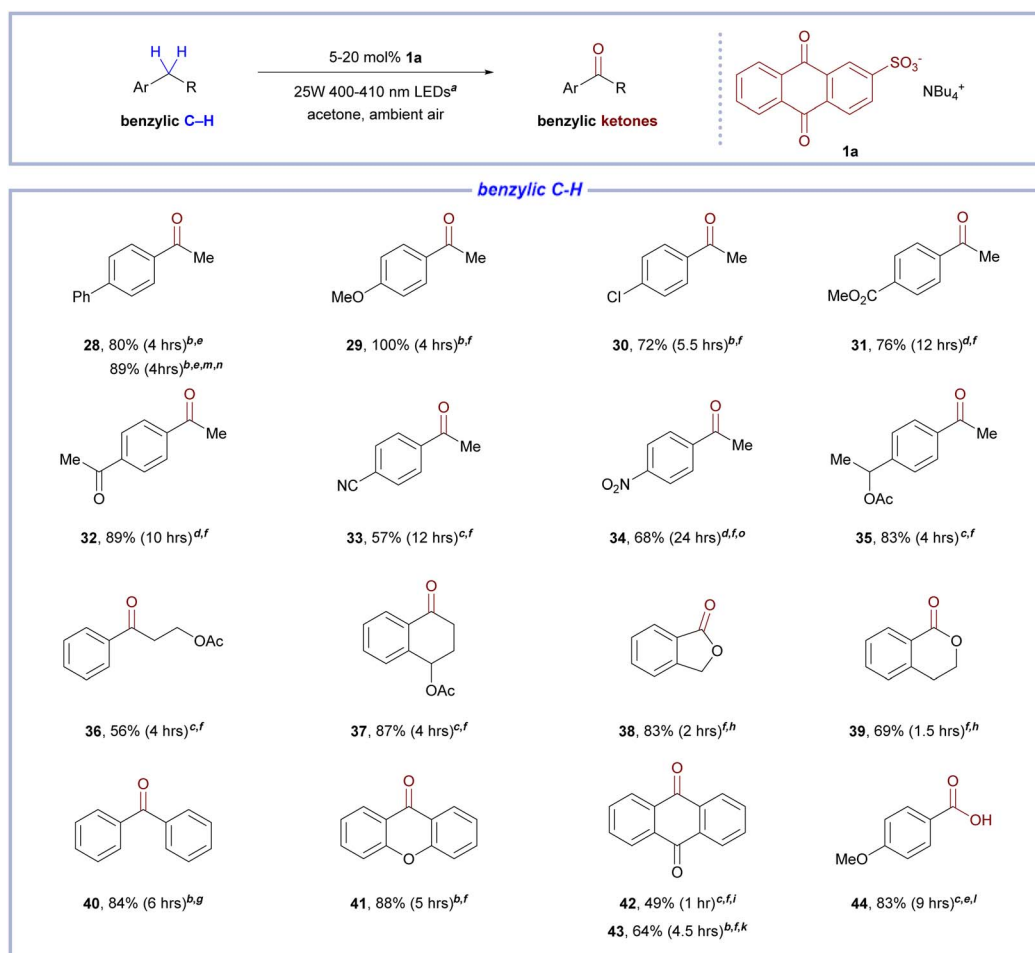 H H
Ar R
benzylic C–H
5-20 mol% 1a
25W 400-410 nm LEDsᵃ
acetone, ambient air
O
Ar R
benzylic ketones
O
SO₃⁻
NBu₄⁺
O
1a
benzylic C-H
O
Me
Ph
28, 80% (4 hrs)b,e
89% (4hrs)b,e,m,n
O
Me
MeO
29, 100% (4 hrs)b,f
O
Me
Cl
30, 72% (5.5 hrs)b,f
O
Me
MeO₂C
31, 76% (12 hrs)d,f
O
Me
Me
O
32, 89% (10 hrs)d,f
O
Me
NC
33, 57% (12 hrs)c,f
O
Me
NO₂
34, 68% (24 hrs)d,f,o
O
Me
Me
OAc
35, 83% (4 hrs)c,f
O
OAc
36, 56% (4 hrs)c,f
O
OAc
37, 87% (4 hrs)c,f
O
O
38, 83% (2 hrs)f,h
O
O
39, 69% (1.5 hrs)f,h
O
40, 84% (6 hrs)b,g
O
O
41, 88% (5 hrs)b,f
O
O
42, 49% (1 hr)c,f,i
43, 64% (4.5 hrs)b,f,k
O
OH
MeO
44, 83% (9 hrs)c,e,l